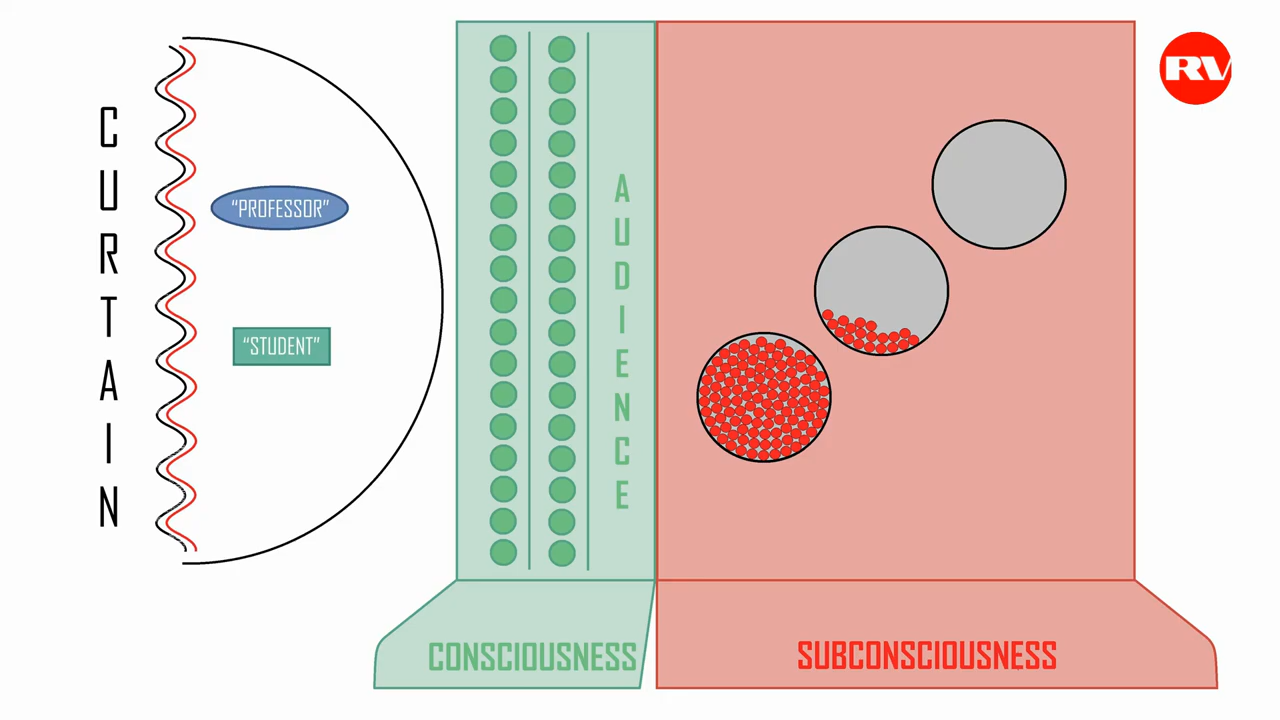 CURTAIN
“PROFESSOR”
“STUDENT”
AUDIENCE
CONSCIOUSNESS
SUBCONSCIOUSNESS
RV